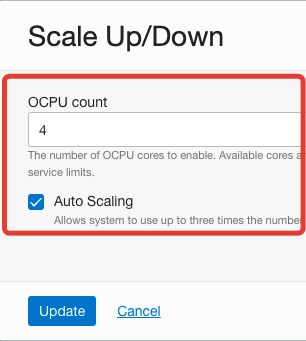 Scale Up/Down
OCPU count
4
The number of OCPU cores to enable. Available cores a
service limits.
Auto Scaling
Allows system to use up to three times the number
Update
Cancel